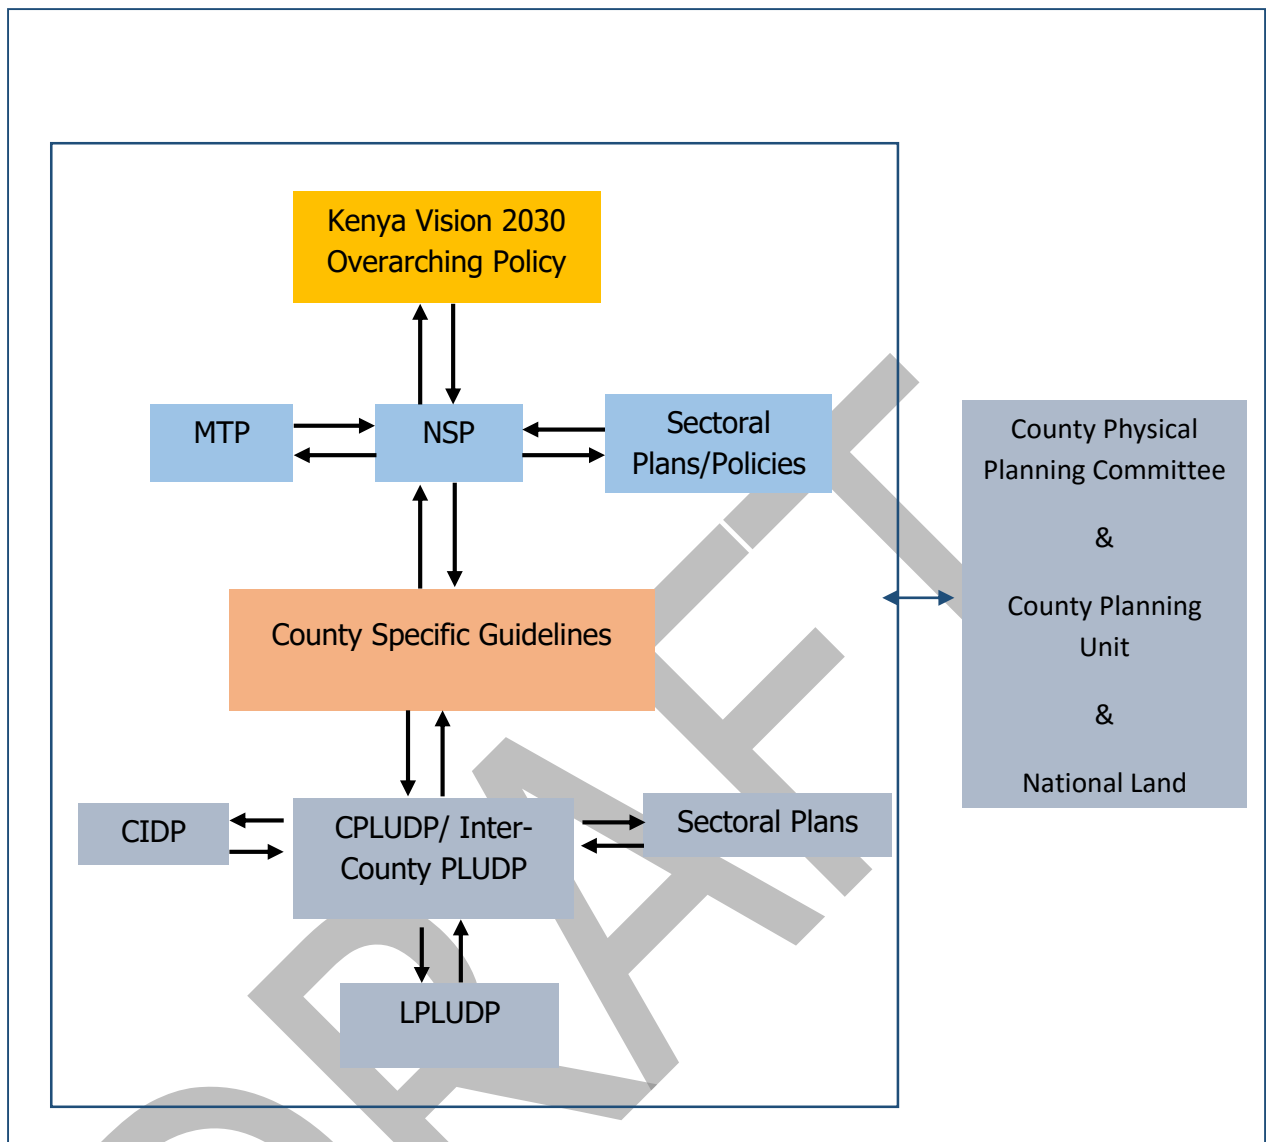 Kenya Vision 2030
Overarching Policy
MTP
NSP
Sectoral
Plans/Policies
County Specific Guidelines
CIDP
CPLUDP/ Inter-
County PLUDP
Sectoral Plans
LPLUDP
County Physical
Planning Committee
&
County Planning
Unit
&
National Land
DRAFT